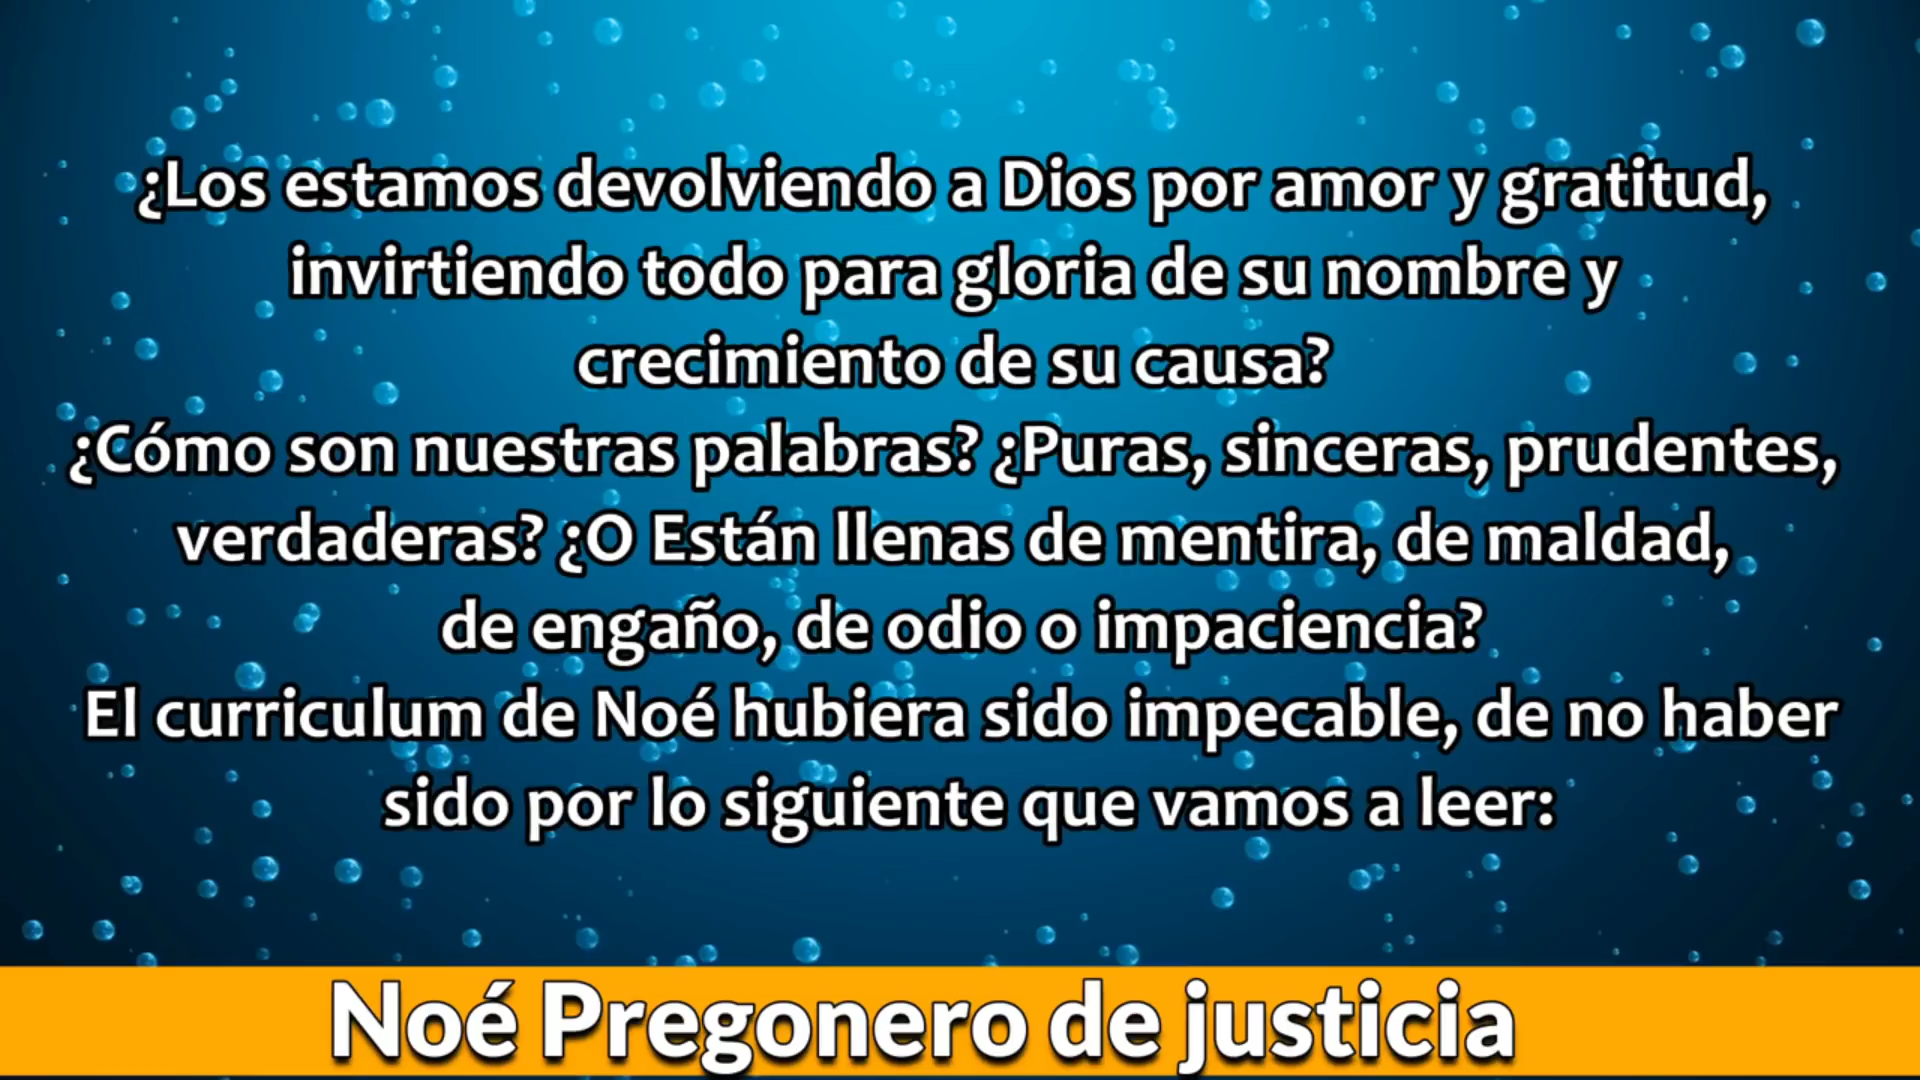 ¿Los estamos devolviendo a Dios por amor y gratitud,
invirtiendo todo para gloria de su nombre y
crecimiento de su causa?
¿Cómo son nuestras palabras? ¿Puras, sinceras, prudentes,
verdaderas? ¿O Están llenas de mentira, de maldad,
de engaño, de odio o impaciencia?
El curriculum de Noé hubiera sido impecable, de no haber
sido por lo siguiente que vamos a leer:
Noé Pregonero de justicia